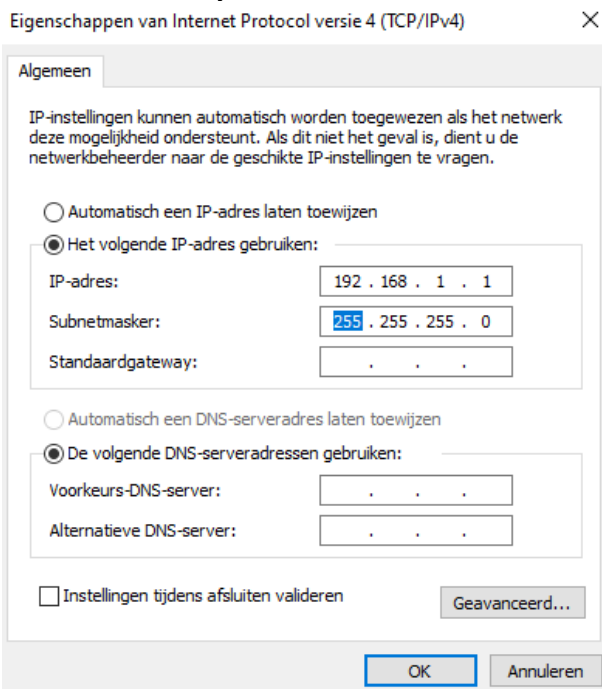 Eigenschappen van Internet Protocol versie 4 (TCP/IPv4)
Algemeen
IP-instellingen kunnen automatisch worden toegewezen als het netwerk
deze mogelijkheid ondersteunt. Als dit niet het geval is, dient u de
netwerkbeheerder naar de geschikte IP-instellingen te vragen.
Automatisch een IP-adres laten toewijzen
Het volgende IP-adres gebruiken:
IP-adres: 192 . 168 . 1 . 1
Subnetmasker: 255 . 255 . 255 . 0
Standaardgateway: . . .
Automatisch een DNS-serveradres laten toewijzen
De volgende DNS-serveradressen gebruiken:
Voorkeurs-DNS-server: . . .
Alternatieve DNS-server: . . .
Instellingen tijdens afsluiten valideren
Geavanceerd...
OK Annuleren